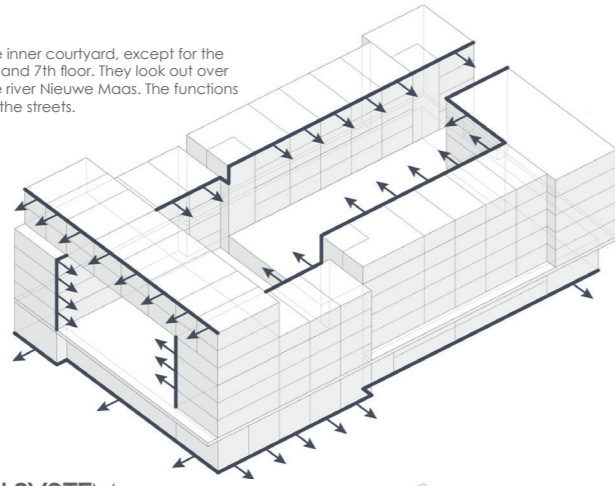 e inner courtyard, except for the
and 7th floor. They look out over
e river Nieuwe Maas. The functions
the streets.